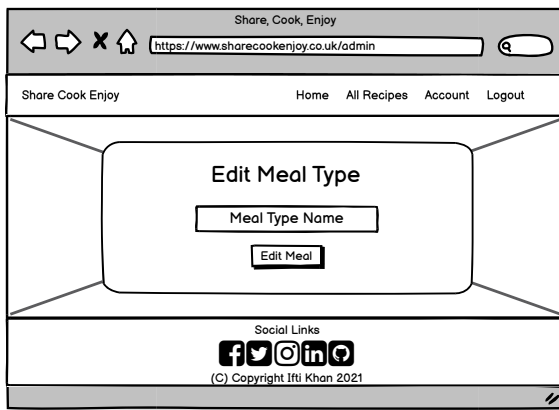 Share, Cook, Enjoy
https://www.sharecookenjoy.co.uk/admin
Share Cook Enjoy Home All Recipes Account Logout
Edit Meal Type
Meal Type Name
Edit Meal
Social Links
(C) Copyright Ifti Khan 2021